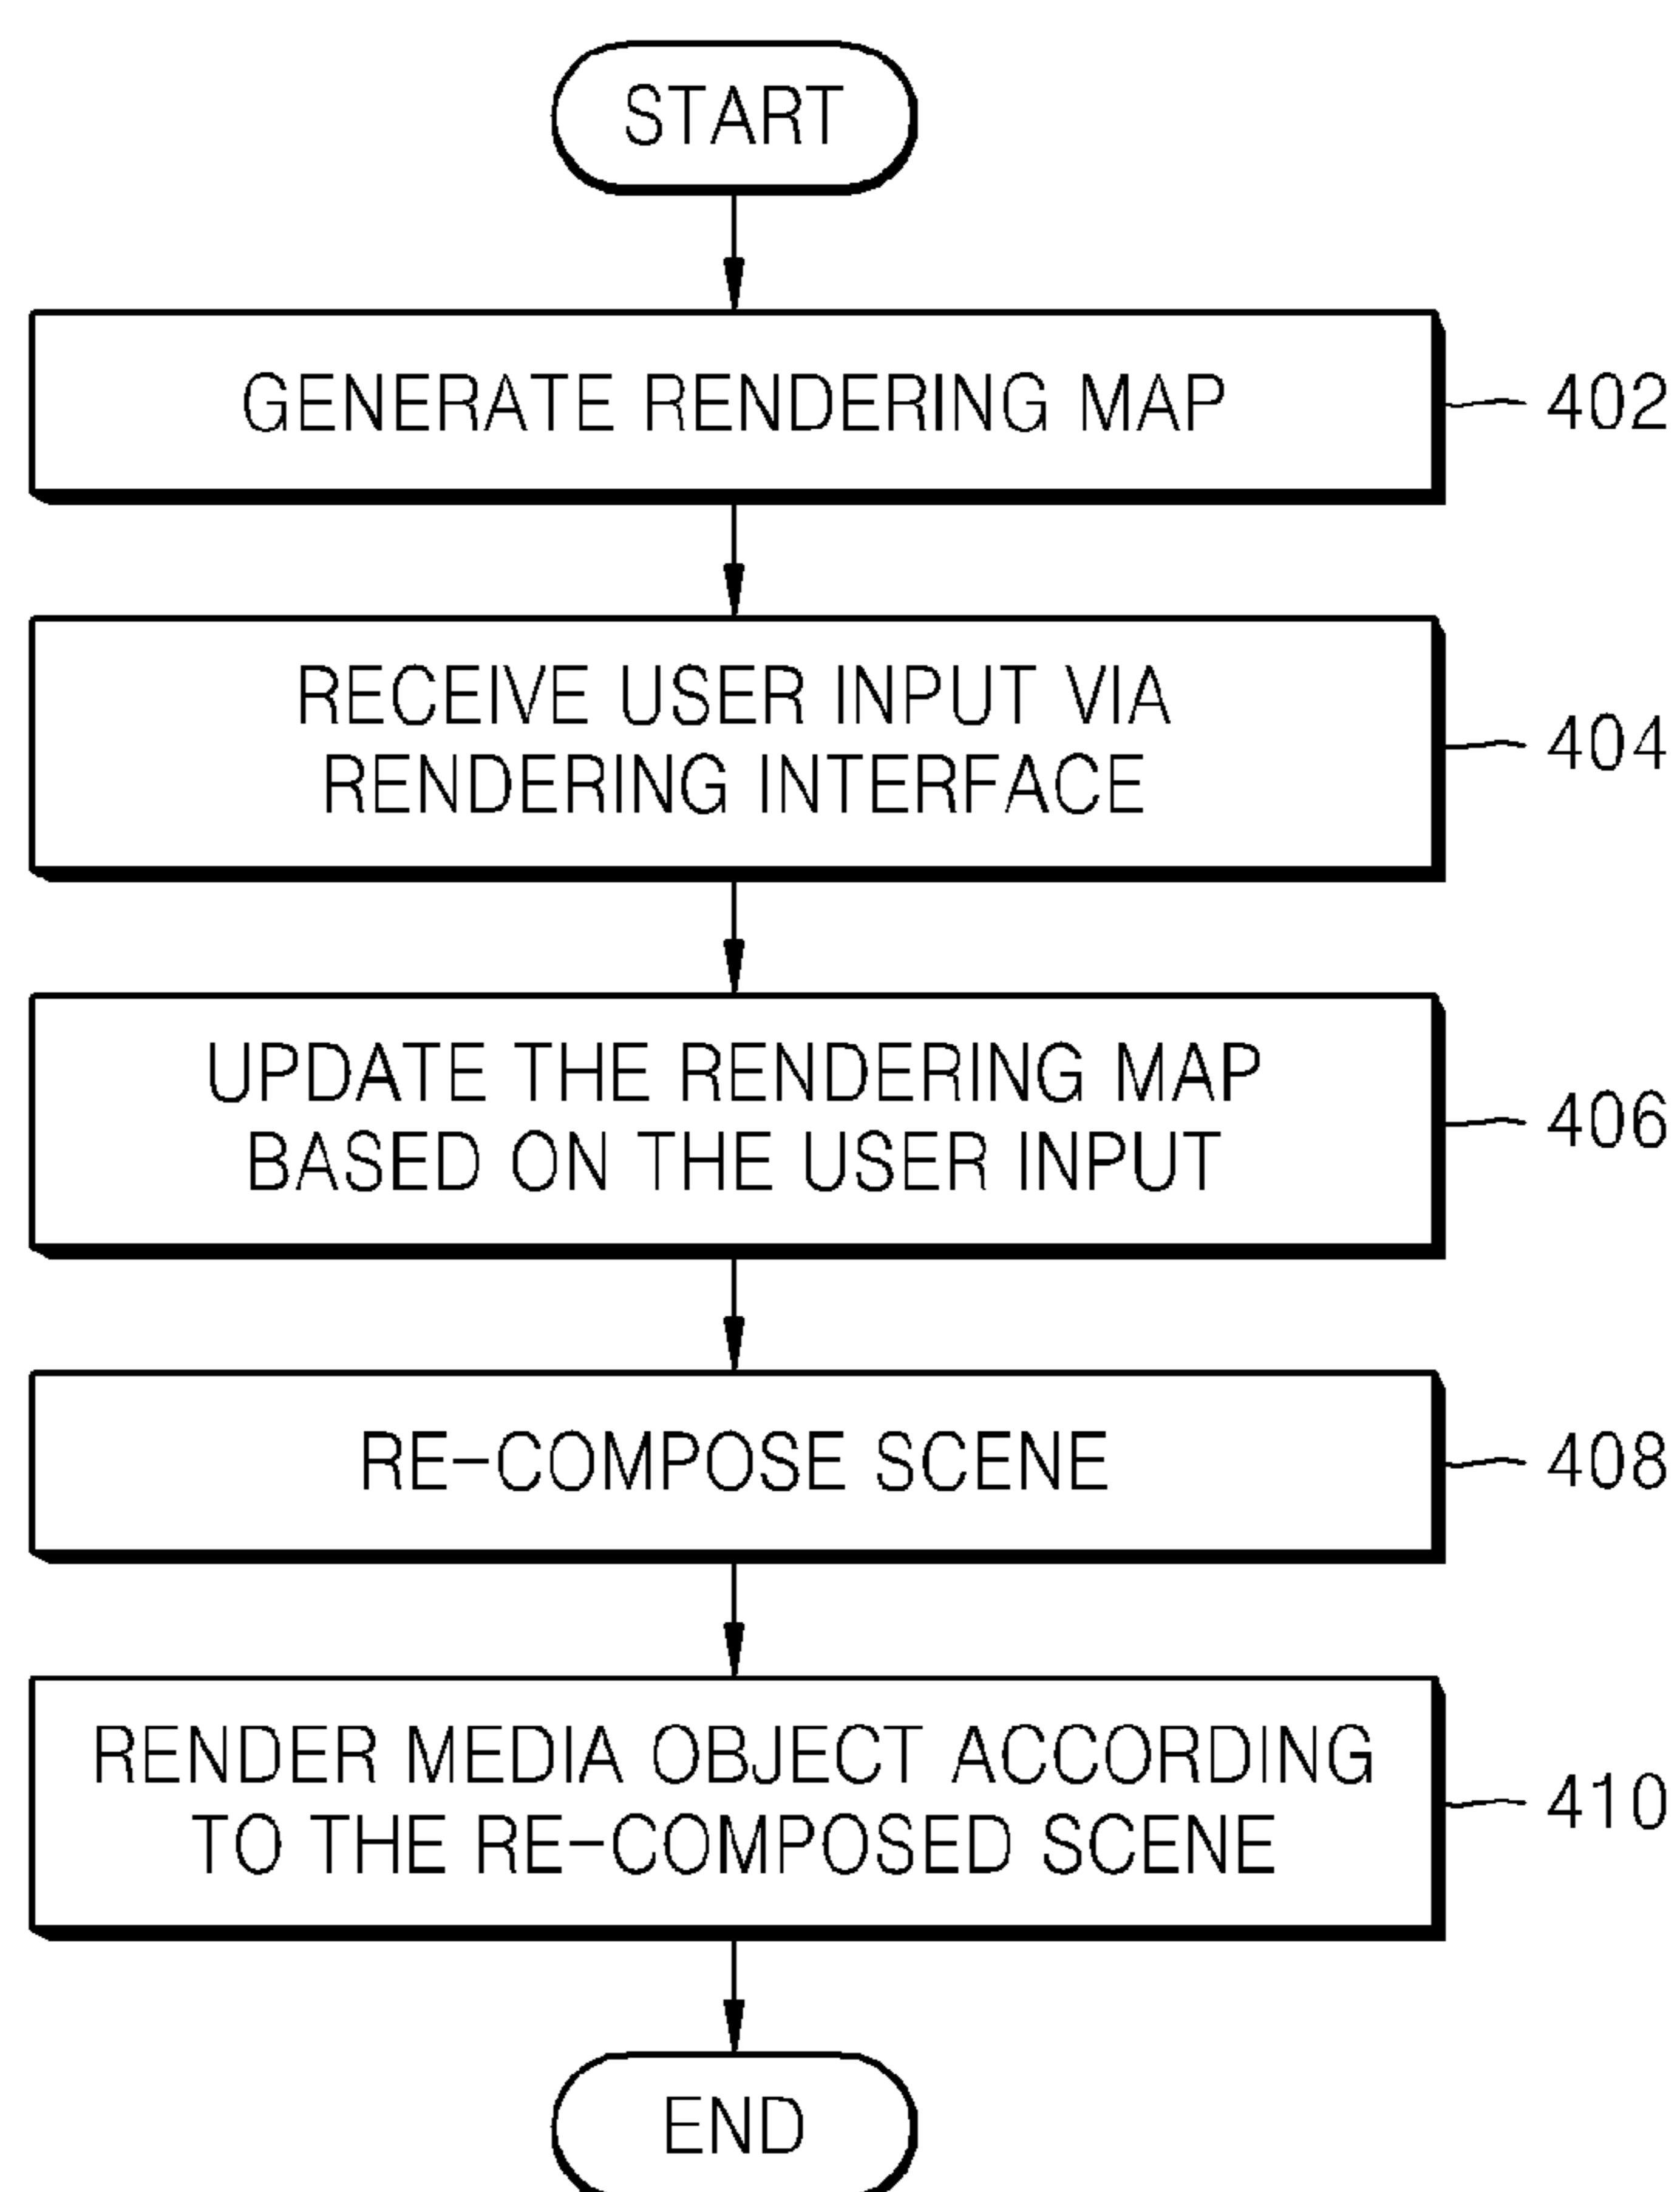 START
GENERATE RENDERING MAP
402
RECEIVE USER INPUT VIA
RENDERING INTERFACE
404
UPDATE THE RENDERING MAP
BASED ON THE USER INPUT
406
RE-COMPOSE SCENE
408
RENDER MEDIA OBJECT ACCORDING
TO THE RE-COMPOSED SCENE
410
END